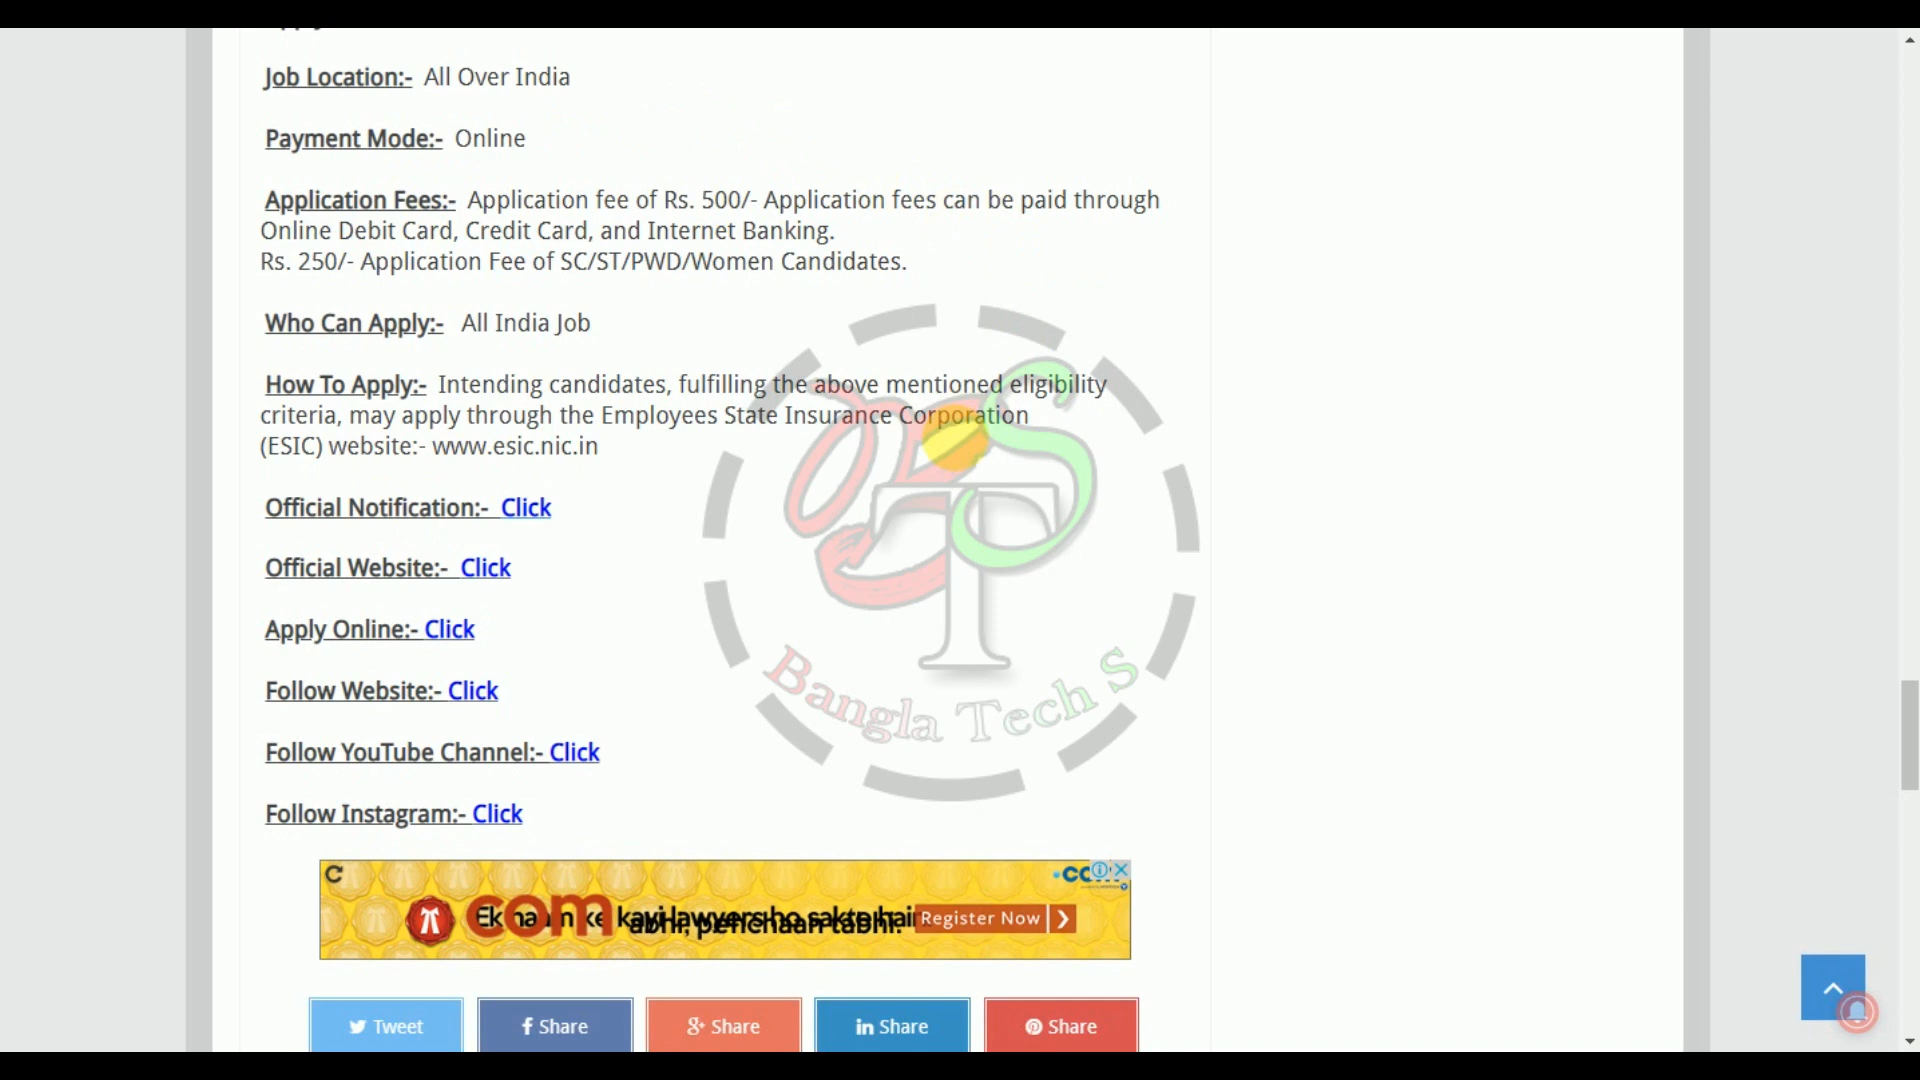 Job Location:- All Over India
Payment Mode:- Online
Application Fees:- Application fee of Rs. 500/- Application fees can be paid through
Online Debit Card, Credit Card, and Internet Banking.
Rs. 250/- Application Fee of SC/ST/PWD/Women Candidates.
Who Can Apply:- All India Job
How To Apply:- Intending candidates, fulfilling the above mentioned eligibility
criteria, may apply through the Employees State Insurance Corporation
(ESIC) website:- www.esic.nic.in
Official Notification:- Click
Official Website:- Click
Apply Online:- Click
Follow Website:- Click
Follow YouTube Channel:- Click
Follow Instagram:- Click
Bangla Tech S
com
Register Now
Tweet
Share
Share
Share
Share